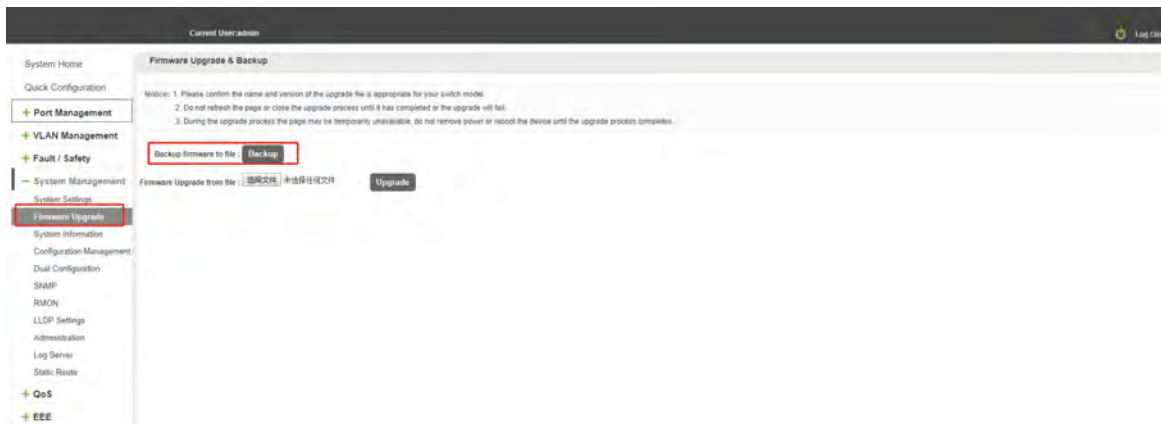 Current User:admin
Log Out
System Home
Quick Configuration
+ Port Management
+ VLAN Management
+ Fault / Safety
- System Management
System Settings
Firmware Upgrade
System Information
Configuration Management
Dual Configuration
SNMP
RMON
LLDP Settings
Administration
Log Server
Static Route
+ QoS
+ EEE
Firmware Upgrade & Backup
Notice: 1. Please confirm the name and version of the upgrade file is appropriate for your switch model.
2. Do not refresh the page or close the upgrade process until it has completed or the upgrade will fail.
3. During the upgrade process the page may be temporarily unavailable, do not remove power or reboot the device until the upgrade process completes.
Backup firmware to file : Backup
Firmware Upgrade from file : 选择文件 未选择任何文件 Upgrade